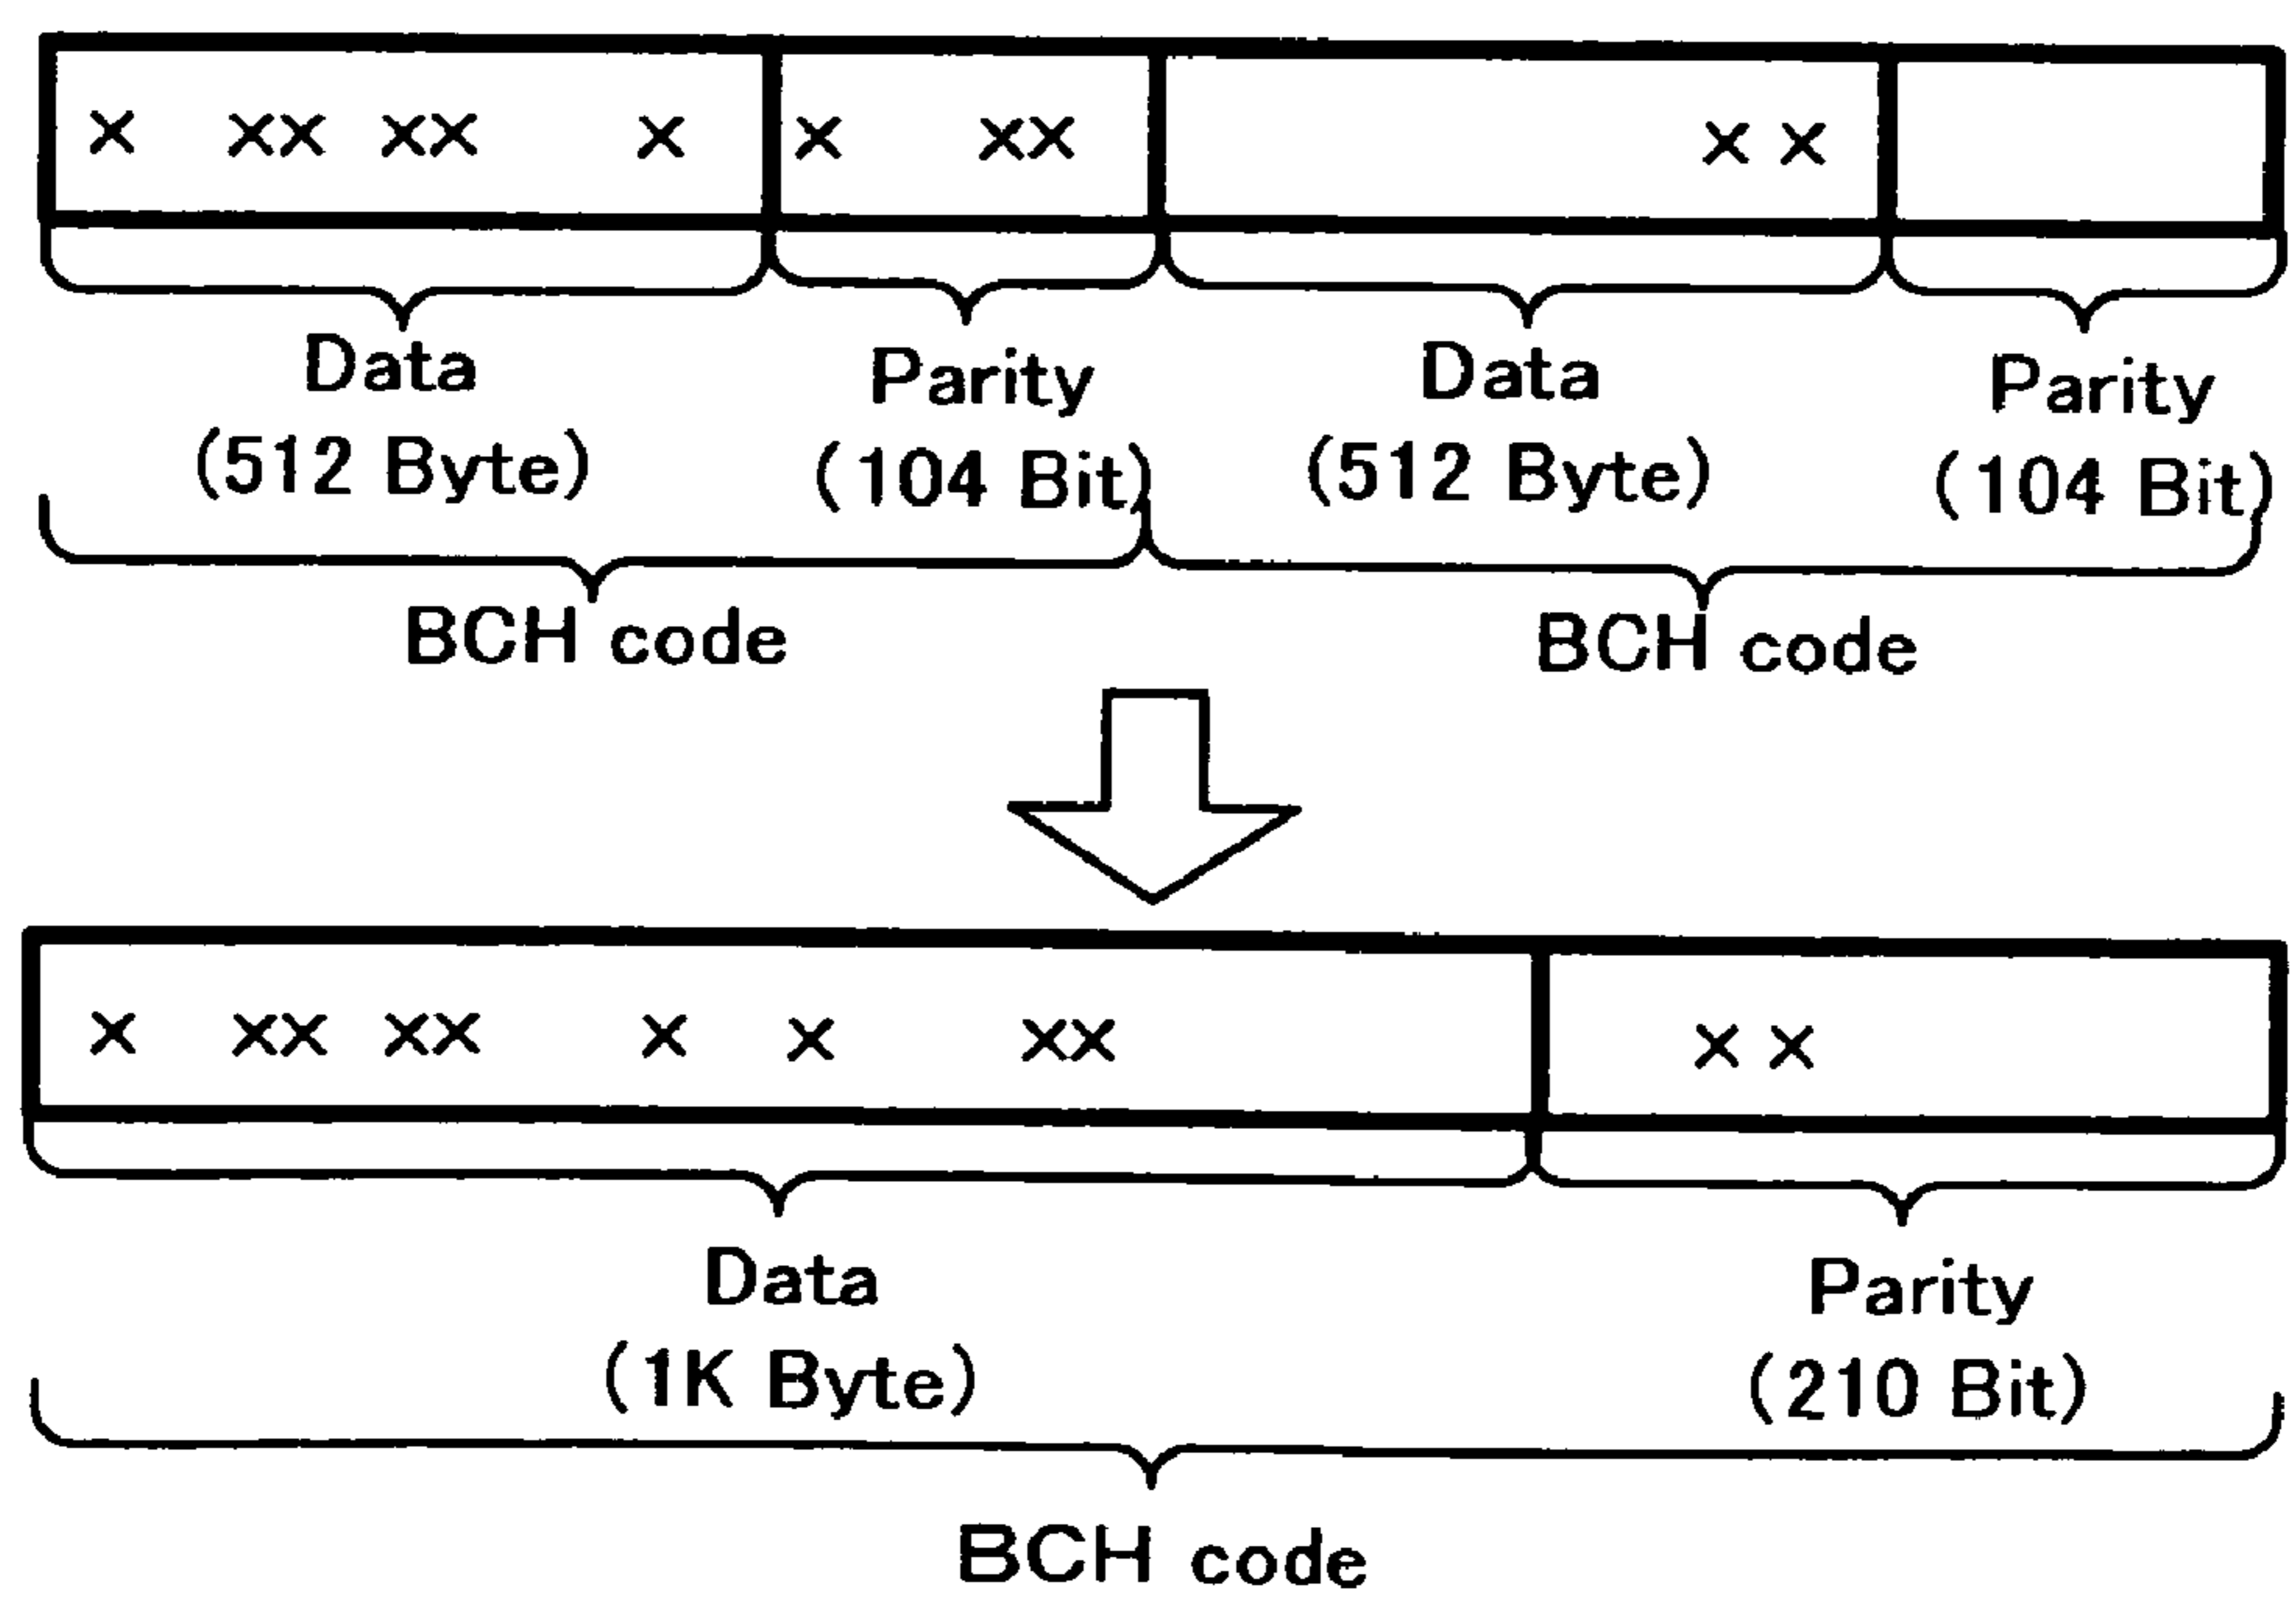 × ×× ×× × × ×× × ×
Data Parity Data Parity
(512 Byte) (104 Bit) (512 Byte) (104 Bit)
BCH code BCH code
× ×× ×× × × ×× × ×
Data Parity
(1K Byte) (210 Bit)
BCH code